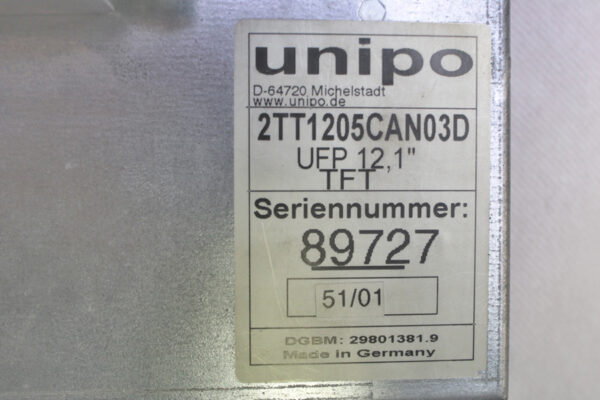 unipo
D-64720 Michelstadt
www.unipo.de
2TT1205CAN03D
UFP 12,1"
TFT
Seriennummer:
89727
51/01
DGBM: 29801381.9
Made in Germany